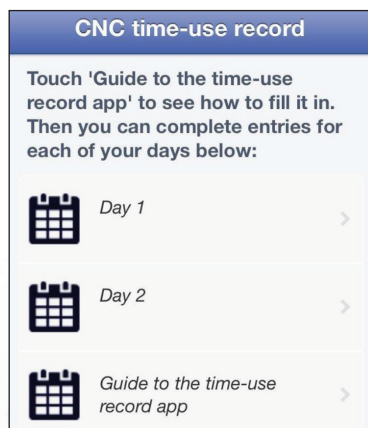 CNC time-use record
Touch 'Guide to the time-use
record app' to see how to fill it in.
Then you can complete entries for
each of your days below:
Day 1
Day 2
Guide to the time-use
record app